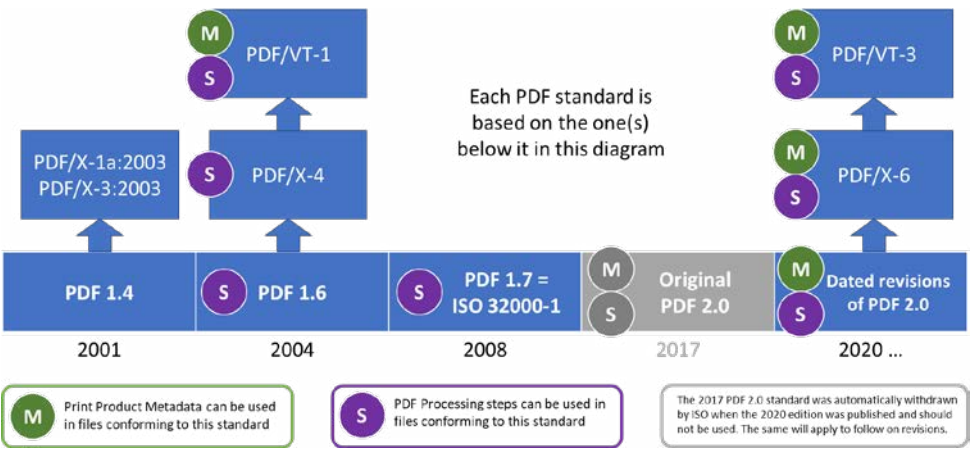 M
PDF/VT-1
S
M
PDF/VT-3
S
Each PDF standard is
based on the one(s)
below it in this diagram
PDF/X-1a:2003
PDF/X-3:2003
S
PDF/X-4
M
PDF/X-6
S
PDF 1.4
S
PDF 1.6
S
PDF 1.7 =
ISO 32000-1
M
S
Original
PDF 2.0
M
S
Dated revisions
of PDF 2.0
2001
2004
2008
2017
2020 ...
M
Print Product Metadata can be used
in files conforming to this standard
S
PDF Processing steps can be used in
files conforming to this standard
The 2017 PDF 2.0 standard was automatically withdrawn
by ISO when the 2020 edition was published and should
not be used. The same will apply to follow on revisions.